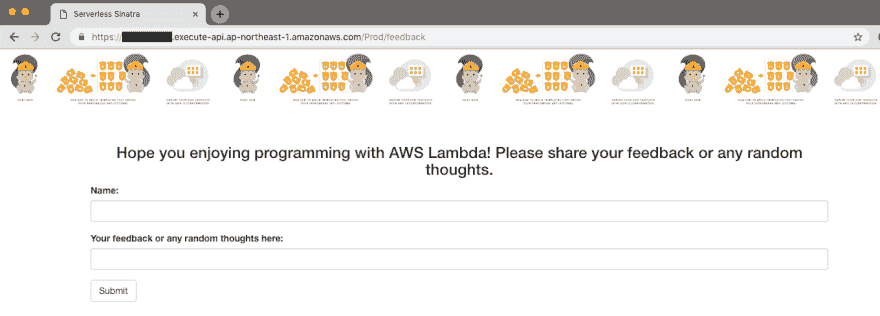 Serverless Sinatra
https://
.execute-api.ap-northeast-1.amazonaws.com/Prod/feedback
Hope you enjoying programming with AWS Lambda! Please share your feedback or any random
thoughts.
Name:
Your feedback or any random thoughts here:
Submit